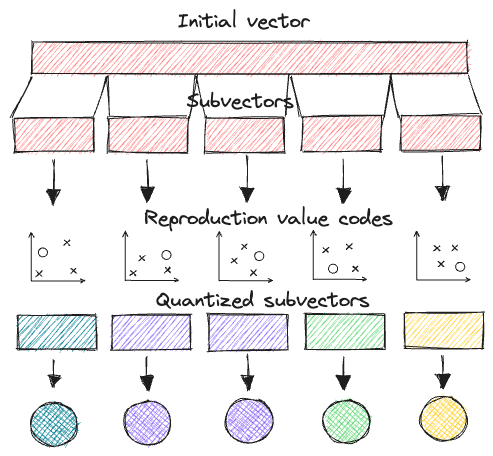 Initial vector
Subvectors
Reproduction value codes
Quantized subvectors